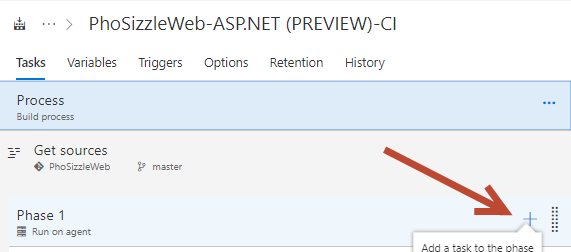 ··· > PhoSizzleWeb-ASP.NET (PREVIEW)-CI
Tasks Variables Triggers Options Retention History
Process
Build process
···
Get sources
PhoSizzleWeb master
Phase 1
Run on agent
Add a task to the phase